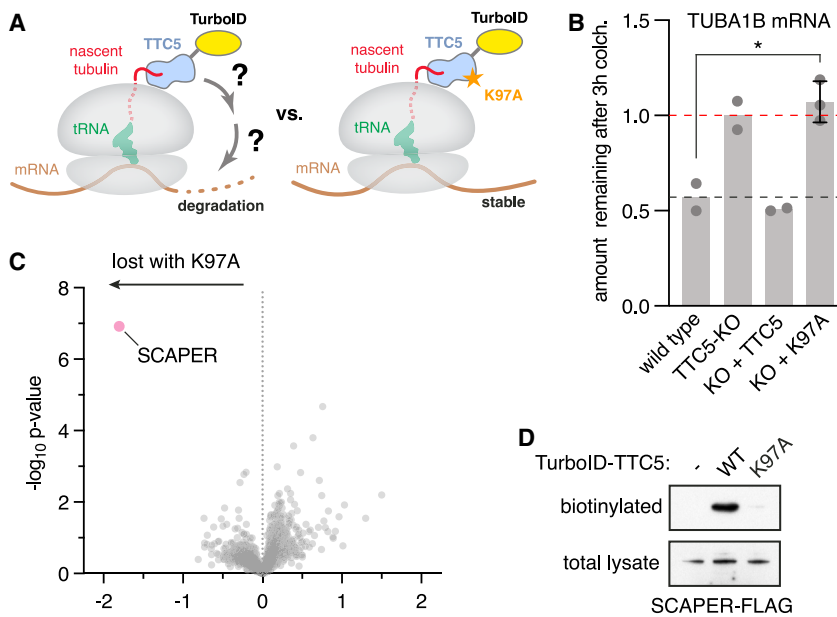 A
TurboID
TTC5
nascent
tubulin
?
?
tRNA
mRNA
degradation
vs.
TurboID
TTC5
nascent
tubulin
K97A
tRNA
mRNA
stable
B
TUBA1B mRNA
*
amount remaining after 3h colch.
1.5
1.0
0.5
0.0
wild type
TTC5-KO
KO + TTC5
KO + K97A
C
lost with K97A
-log10 p-value
8
6
4
2
0
SCAPER
-2 -1 0 1 2
D
TurboID-TTC5: - WT K97A
biotinylated
total lysate
SCAPER-FLAG